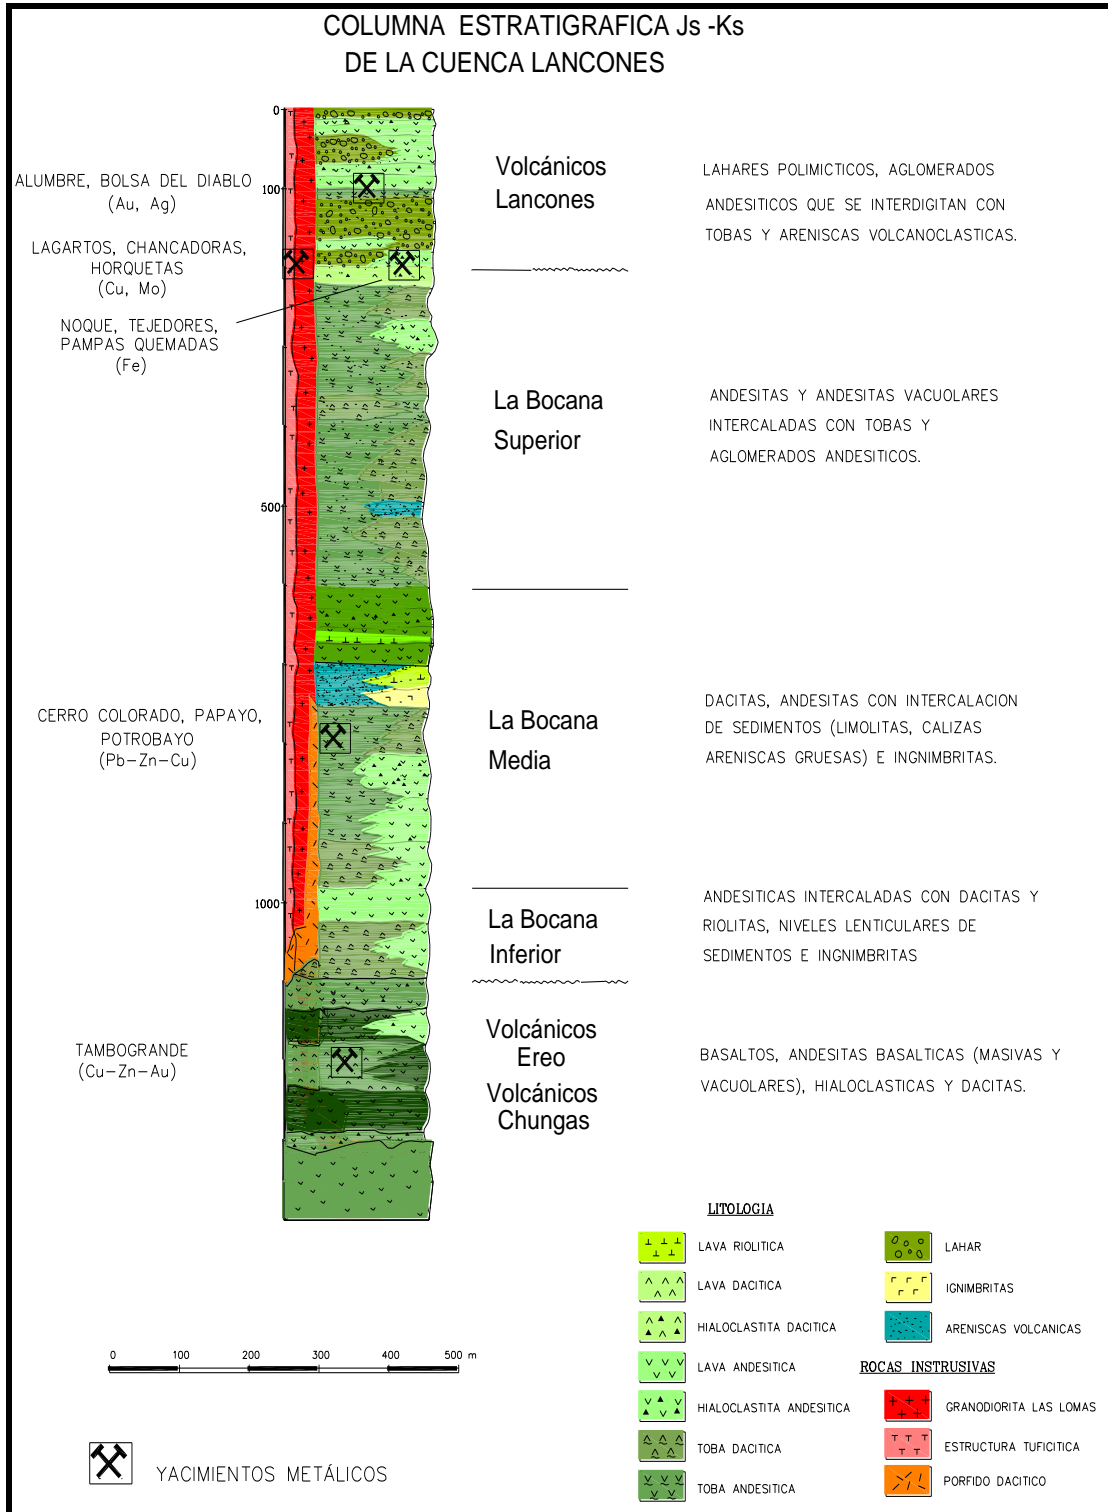 COLUMNA ESTRATIGRAFICA Js -Ks
DE LA CUENCA LANCONES
0
100
500
1000
ALUMBRE, BOLSA DEL DIABLO
(Au, Ag)
LAGARTOS, CHANCADORAS,
HORQUETAS
(Cu, Mo)
NOQUE, TEJEDORES,
PAMPAS QUEMADAS
(Fe)
CERRO COLORADO, PAPAYO,
POTROBAYO
(Pb-Zn-Cu)
TAMBOGRANDE
(Cu-Zn-Au)
Volcánicos
Lancones
LAHARES POLIMICTICOS, AGLOMERADOS
ANDESITICOS QUE SE INTERDIGITAN CON
TOBAS Y ARENISCAS VOLCANOCLASTICAS.
La Bocana
Superior
ANDESITAS Y ANDESITAS VACUOLARES
INTERCALADAS CON TOBAS Y
AGLOMERADOS ANDESITICOS.
La Bocana
Media
DACITAS, ANDESITAS CON INTERCALACION
DE SEDIMENTOS (LIMOLITAS, CALIZAS
ARENISCAS GRUESAS) E INGNIMBRITAS.
La Bocana
Inferior
ANDESITICAS INTERCALADAS CON DACITAS Y
RIOLITAS, NIVELES LENTICULARES DE
SEDIMENTOS E INGNIMBRITAS
Volcánicos
Ereo
Volcánicos
Chungas
BASALTOS, ANDESITAS BASALTICAS (MASIVAS Y
VACUOLARES), HIALOCLASTICAS Y DACITAS.
LITOLOGIA
LAVA RIOLITICA
LAVA DACITICA
HIALOCLASTITA DACITICA
LAVA ANDESITICA
HIALOCLASTITA ANDESITICA
TOBA DACITICA
TOBA ANDESITICA
LAHAR
IGNIMBRITAS
ARENISCAS VOLCANICAS
ROCAS INSTRUSIVAS
GRANODIORITA LAS LOMAS
ESTRUCTURA TUFICITICA
PORFIDO DACITICO
0 100 200 300 400 500 m
YACIMIENTOS METÁLICOS